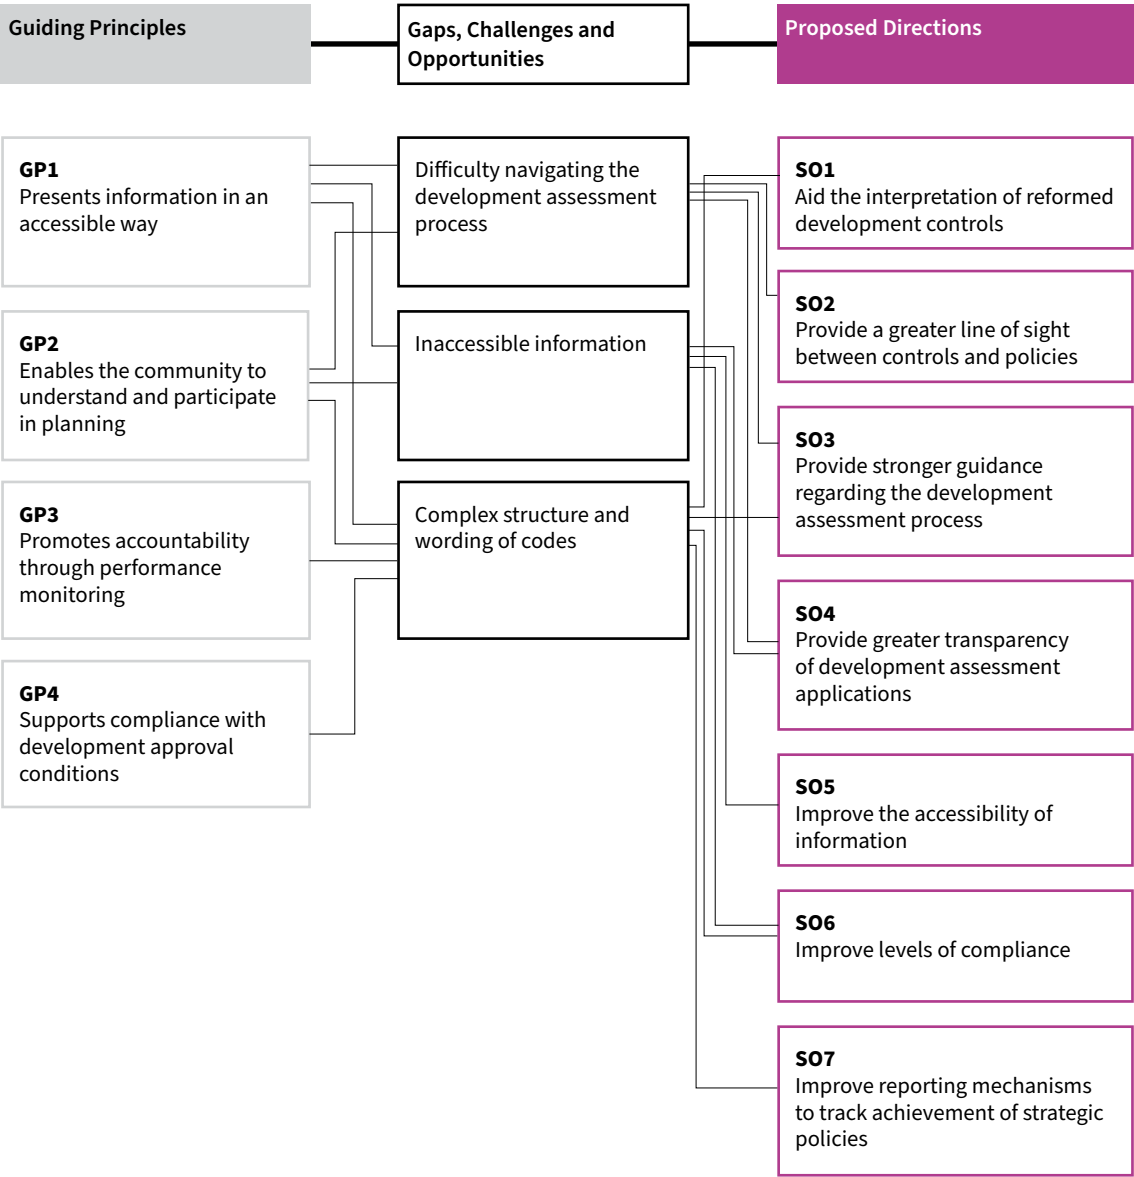 Guiding Principles
Gaps, Challenges and
Opportunities
Proposed Directions
GP1
Presents information in an
accessible way
GP2
Enables the community to
understand and participate
in planning
GP3
Promotes accountability
through performance
monitoring
GP4
Supports compliance with
development approval
conditions
Difficulty navigating the
development assessment
process
Inaccessible information
Complex structure and
wording of codes
SO1
Aid the interpretation of reformed
development controls
SO2
Provide a greater line of sight
between controls and policies
SO3
Provide stronger guidance
regarding the development
assessment process
SO4
Provide greater transparency
of development assessment
applications
SO5
Improve the accessibility of
information
SO6
Improve levels of compliance
SO7
Improve reporting mechanisms
to track achievement of strategic
policies